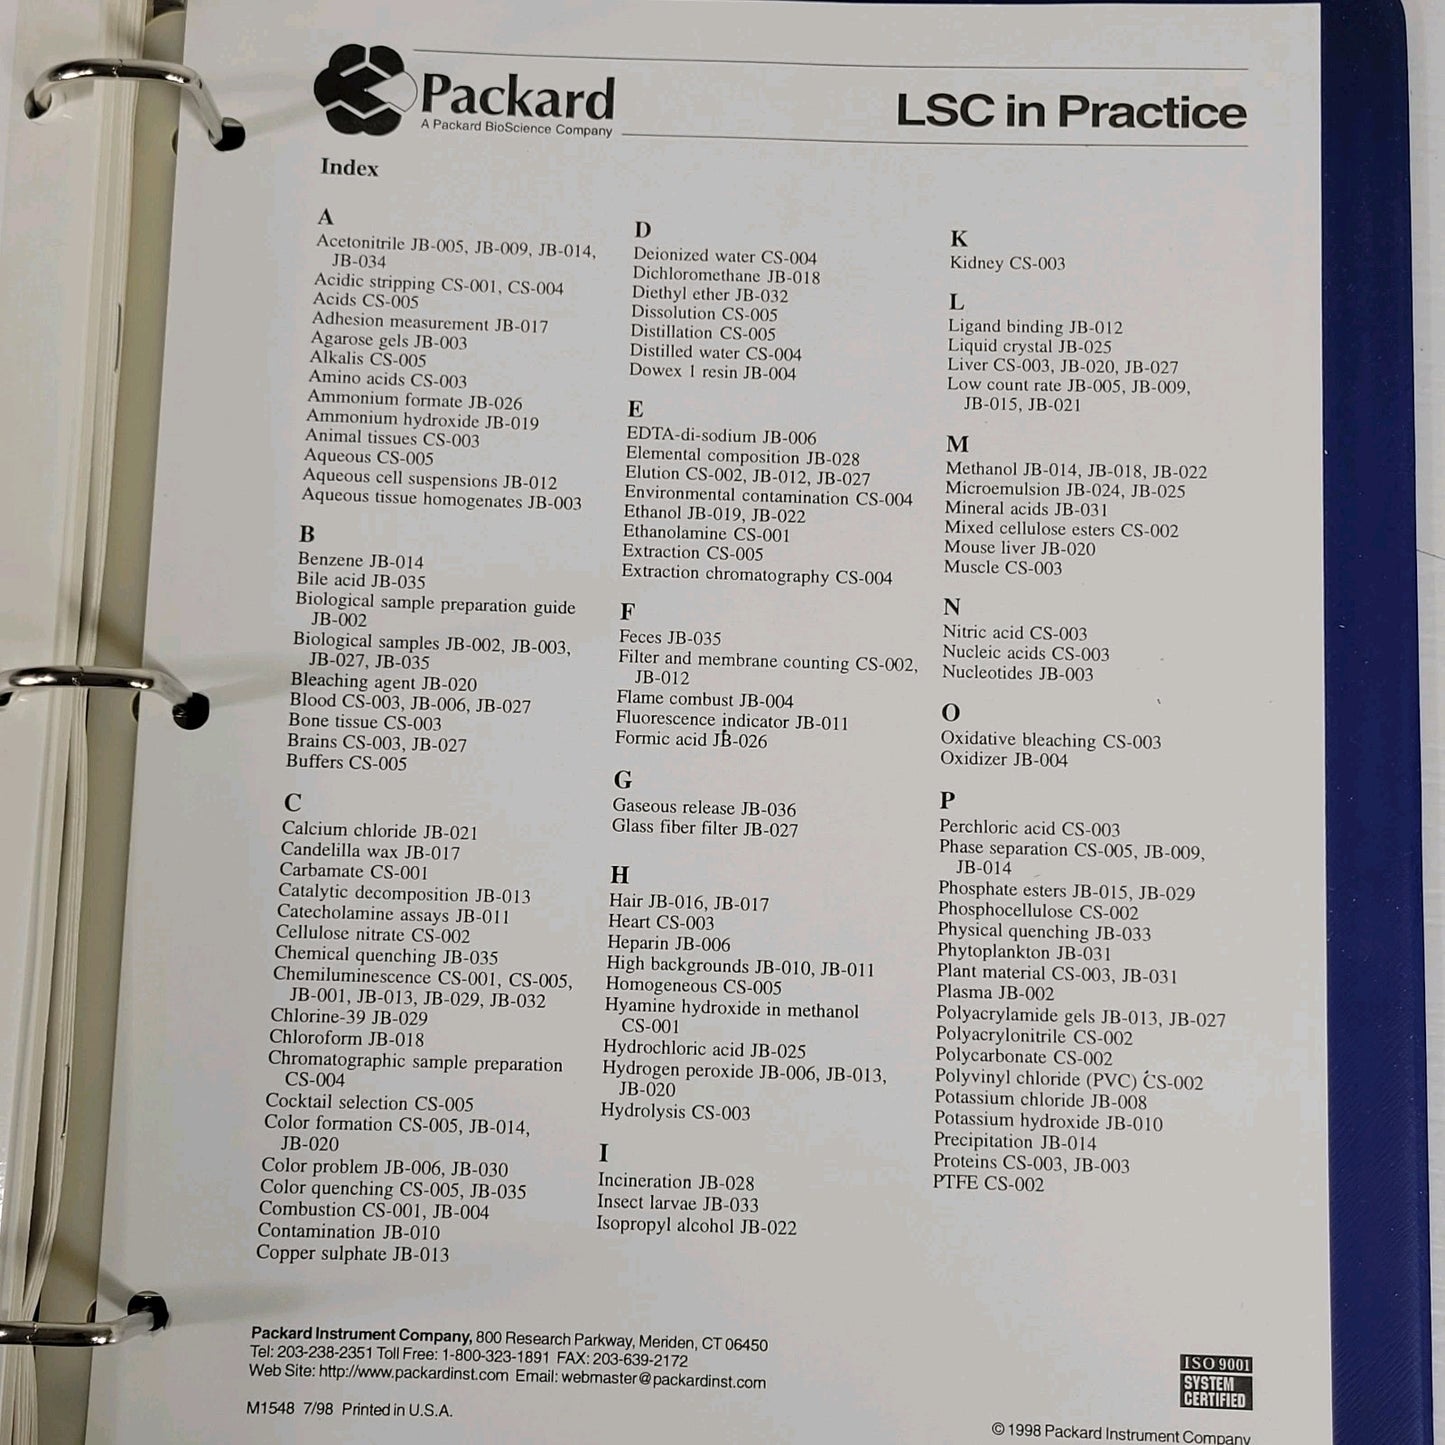 Packard
A Packard BioScience Company
LSC in Practice
Index
A
Acetonitrile JB-005, JB-009, JB-014,
JB-034
Acidic stripping CS-001, CS-004
Acids CS-005
Adhesion measurement JB-017
Agarose gels JB-003
Alkalis CS-005
Amino acids CS-003
Ammonium formate JB-026
Ammonium hydroxide JB-019
Animal tissues CS-003
Aqueous CS-005
Aqueous cell suspensions JB-012
Aqueous tissue homogenates JB-003
B
Benzene JB-014
Bile acid JB-035
Biological sample preparation guide
JB-002
Biological samples JB-002, JB-003,
JB-027, JB-035
Bleaching agent JB-020
Blood CS-003, JB-006, JB-027
Bone tissue CS-003
Brains CS-003, JB-027
Buffers CS-005
C
Calcium chloride JB-021
Candelilla wax JB-017
Carbamate CS-001
Catalytic decomposition JB-013
Catecholamine assays JB-011
Cellulose nitrate CS-002
Chemical quenching JB-035
Chemiluminescence CS-001, CS-005,
JB-001, JB-013, JB-029, JB-032
Chlorine-39 JB-029
Chloroform JB-018
Chromatographic sample preparation
CS-004
Cocktail selection CS-005
Color formation CS-005, JB-014,
JB-020
Color problem JB-006, JB-030
Color quenching CS-005, JB-035
Combustion CS-001, JB-004
Contamination JB-010
Copper sulphate JB-013
D
Deionized water CS-004
Dichloromethane JB-018
Diethyl ether JB-032
Dissolution CS-005
Distillation CS-005
Distilled water CS-004
Dowex 1 resin JB-004
E
EDTA-di-sodium JB-006
Elemental composition JB-028
Elution CS-002, JB-012, JB-027
Environmental contamination CS-004
Ethanol JB-019, JB-022
Ethanolamine CS-001
Extraction CS-005
Extraction chromatography CS-004
F
Feces JB-035
Filter and membrane counting CS-002,
JB-012
Flame combust JB-004
Fluorescence indicator JB-011
Formic acid JB-026
G
Gaseous release JB-036
Glass fiber filter JB-027
H
Hair JB-016, JB-017
Heart CS-003
Heparin JB-006
High backgrounds JB-010, JB-011
Homogeneous CS-005
Hyamine hydroxide in methanol
CS-001
Hydrochloric acid JB-025
Hydrogen peroxide JB-006, JB-013,
JB-020
Hydrolysis CS-003
I
Incineration JB-028
Insect larvae JB-033
Isopropyl alcohol JB-022
K
Kidney CS-003
L
Ligand binding JB-012
Liquid crystal JB-025
Liver CS-003, JB-020, JB-027
Low count rate JB-005, JB-009,
JB-015, JB-021
M
Methanol JB-014, JB-018, JB-022
Microemulsion JB-024, JB-025
Mineral acids JB-031
Mixed cellulose esters CS-002
Mouse liver JB-020
Muscle CS-003
N
Nitric acid CS-003
Nucleic acids CS-003
Nucleotides JB-003
O
Oxidative bleaching CS-003
Oxidizer JB-004
P
Perchloric acid CS-003
Phase separation CS-005, JB-009,
JB-014
Phosphate esters JB-015, JB-029
Phosphocellulose CS-002
Physical quenching JB-033
Phytoplankton JB-031
Plant material CS-003, JB-031
Plasma JB-002
Polyacrylamide gels JB-013, JB-027
Polyacrylonitrile CS-002
Polycarbonate CS-002
Polyvinyl chloride (PVC) CS-002
Potassium chloride JB-008
Potassium hydroxide JB-010
Precipitation JB-014
Proteins CS-003, JB-003
PTFE CS-002
Packard Instrument Company, 800 Research Parkway, Meriden, CT 06450
Tel: 203-238-2351 Toll Free: 1-800-323-1891 FAX: 203-639-2172
Web Site: http://www.packardinst.com Email: webmaster@packardinst.com
M1548 7/98 Printed in U.S.A.
ISO 9001
SYSTEM
CERTIFIED
© 1998 Packard Instrument Company